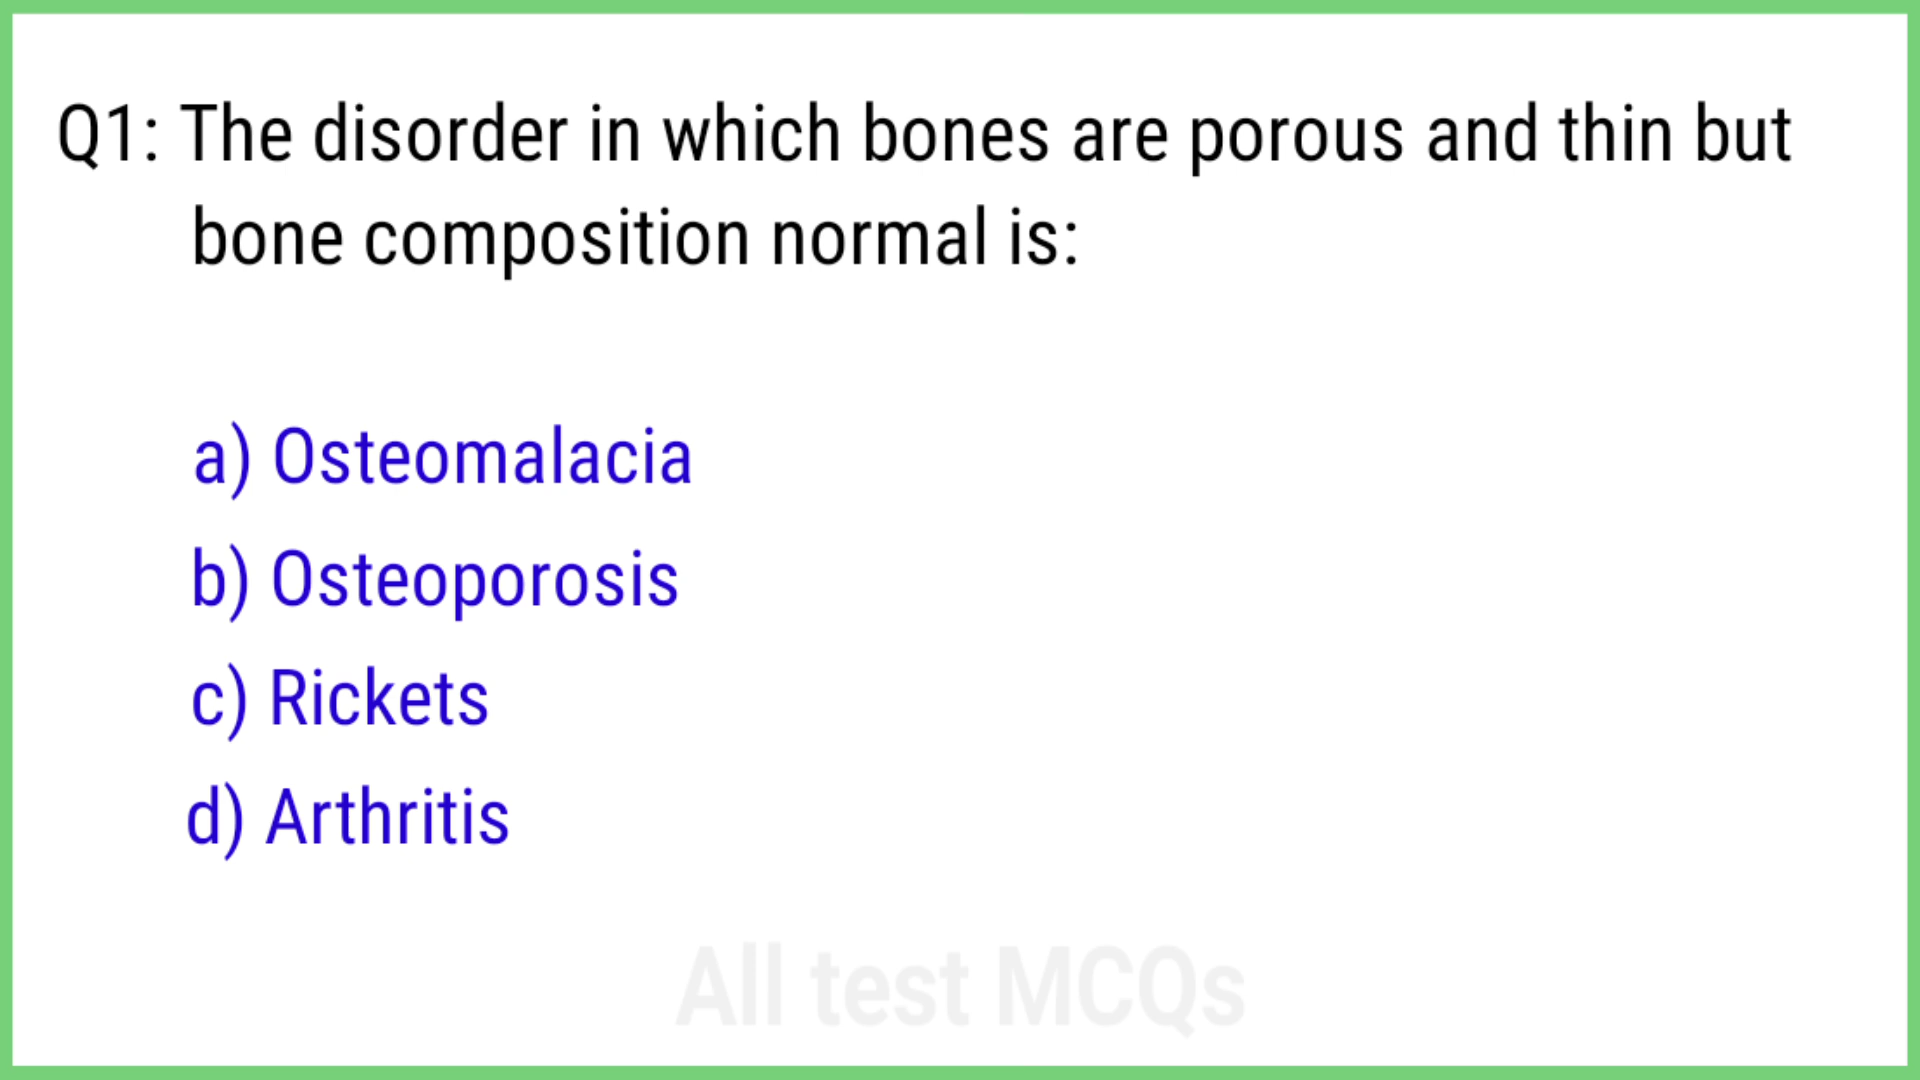 Q1: The disorder in which bones are porous and thin but
bone composition normal is:
a) Osteomalacia
b) Osteoporosis
c) Rickets
d) Arthritis
All test MCQs